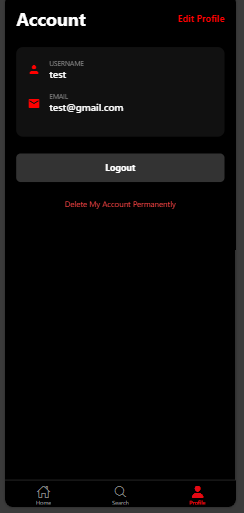 Account
Edit Profile
USERNAME
test
EMAIL
test@gmail.com
Logout
Delete My Account Permanently
Home
Search
Profile